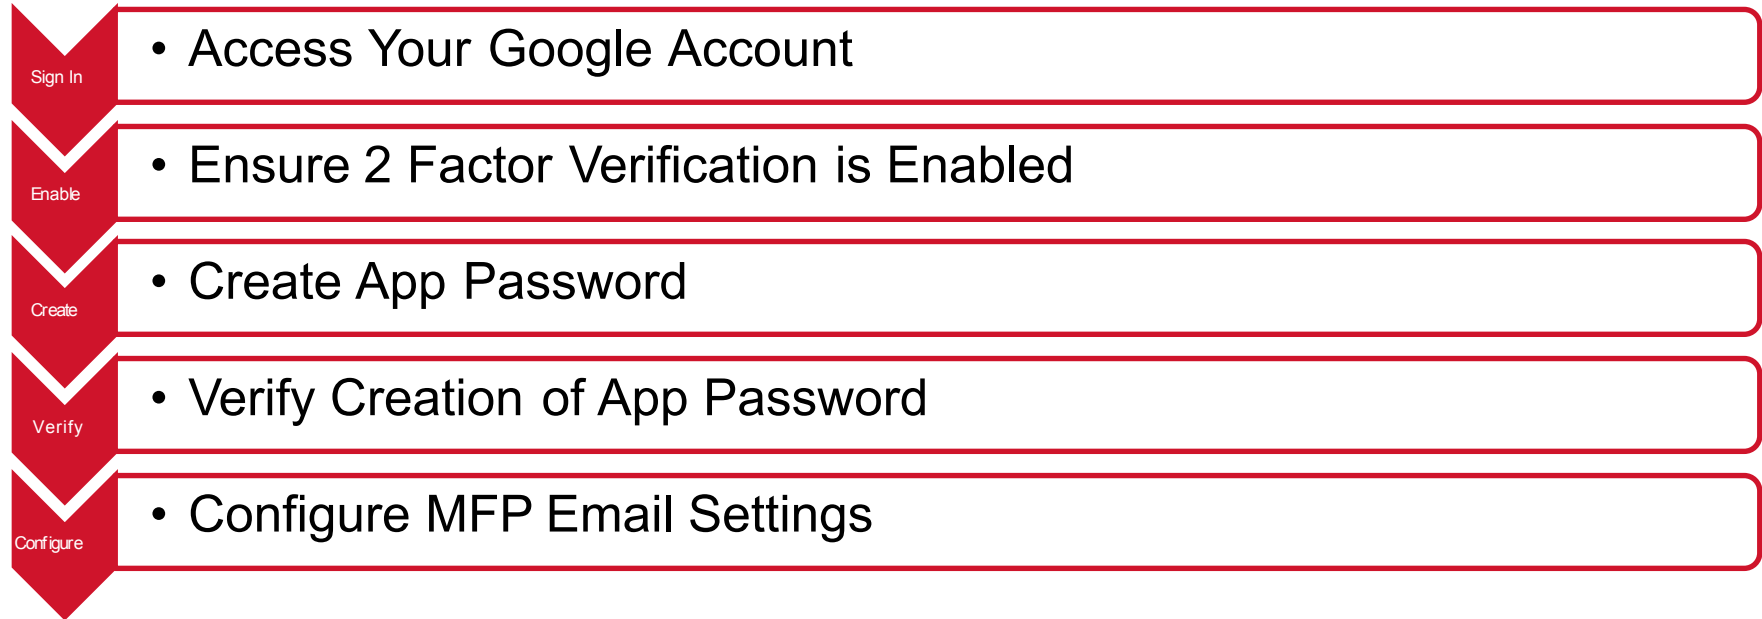 Sign In
• Access Your Google Account
Enable
• Ensure 2 Factor Verification is Enabled
Create
• Create App Password
Verify
• Verify Creation of App Password
Configure
• Configure MFP Email Settings